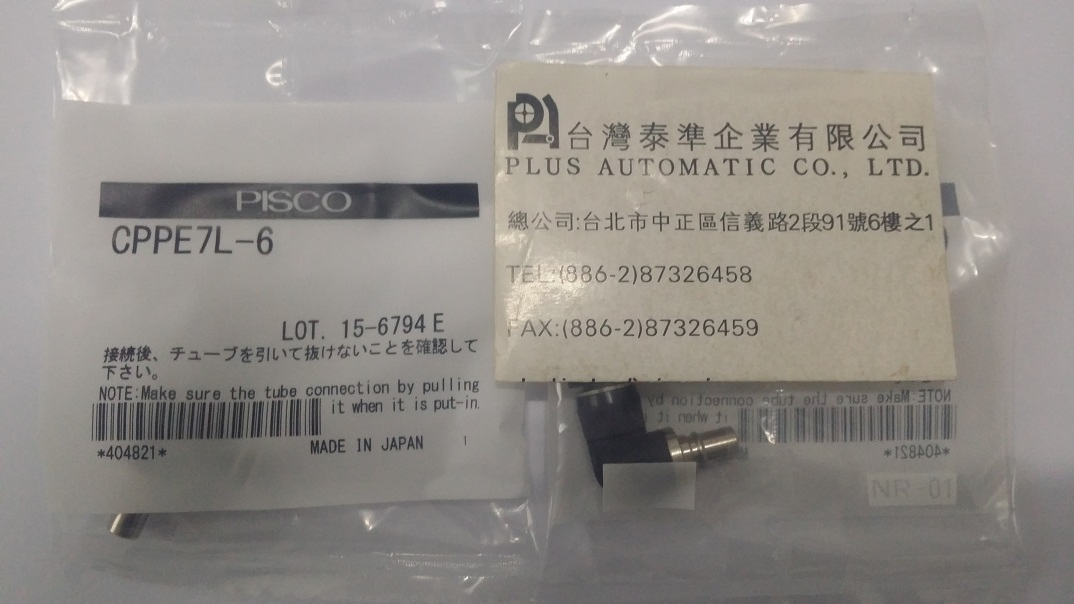 PISCO
CPPE7L-6
LOT. 15-6794 E
接続後、チューブを引いて抜けないことを確認して
下さい。
NOTE:Make sure the tube connection by pulling
it when it is put-in.
*404821*
MADE IN JAPAN 1
台灣泰準企業有限公司
PLUS AUTOMATIC CO., LTD.
總公司:台北市中正區信義路2段91號6樓之1
TEL:(886-2)87326458
FAX:(886-2)87326459
NOTE:Make sure the tube connection by
it when it
*404821*
NR-01